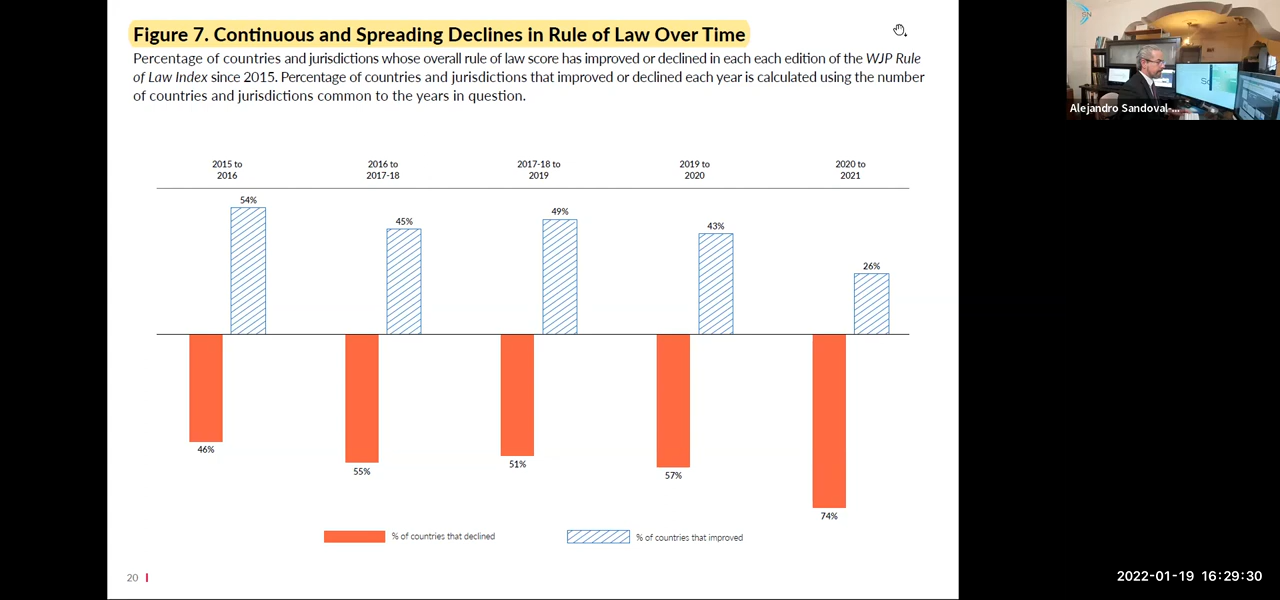 Figure 7. Continuous and Spreading Declines in Rule of Law Over Time
Percentage of countries and jurisdictions whose overall rule of law score has improved or declined in each each edition of the WJP Rule
of Law Index since 2015. Percentage of countries and jurisdictions that improved or declined each year is calculated using the number
of countries and jurisdictions common to the years in question.
Alejandro Sandoval-...
2015 to
2016
2016 to
2017-18
2017-18 to
2019
2019 to
2020
2020 to
2021
54%
45%
49%
43%
26%
46%
55%
51%
57%
74%
% of countries that declined
% of countries that improved
20
2022-01-19 16:29:30